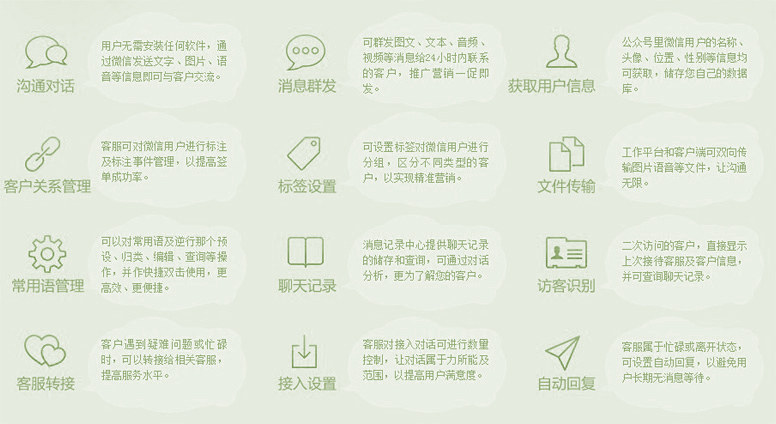 沟通对话
用户无需安装任何软件，通
过微信发送文字、图片、语
音等信息即可与客户交流。
消息群发
可群发图文、文本、音频、
视频等消息给24小时内联系
的客户，推广营销一促即
发。
获取用户信息
公众号里微信用户的名称、
头像、位置、性别等信息均
可获取，储存您自己的数据
库。
客户关系管理
客服可对微信用户进行标注
及标注事件管理，以提高签
单成功率。
标签设置
可设置标签对微信用户进行
分组，区分不同类型的客
户，以实现精准营销。
文件传输
工作平台和客户端可双向传
输图片语音等文件，让沟通
无限。
常用语管理
可以对常用语及逆行那个预
设、归类、编辑、查询等操
作，并作快捷双击使用，更
高效、更便捷。
聊天记录
消息记录中心提供聊天记录
的储存和查询，可通过对话
分析，更为了解您的客户。
访客识别
二次访问的客户，直接显示
上次接待客服及客户信息，
并可查询聊天记录。
客服转接
客户遇到疑难问题或忙碌
时，可以转接给相关客服，
提高服务水平。
接入设置
客服对接入对话可进行数量
控制，让对话属于力所能及
范围，以提高用户满意度。
自动回复
客服属于忙碌或离开状态，
可设置自动回复，以避免用
户长期无消息等待。